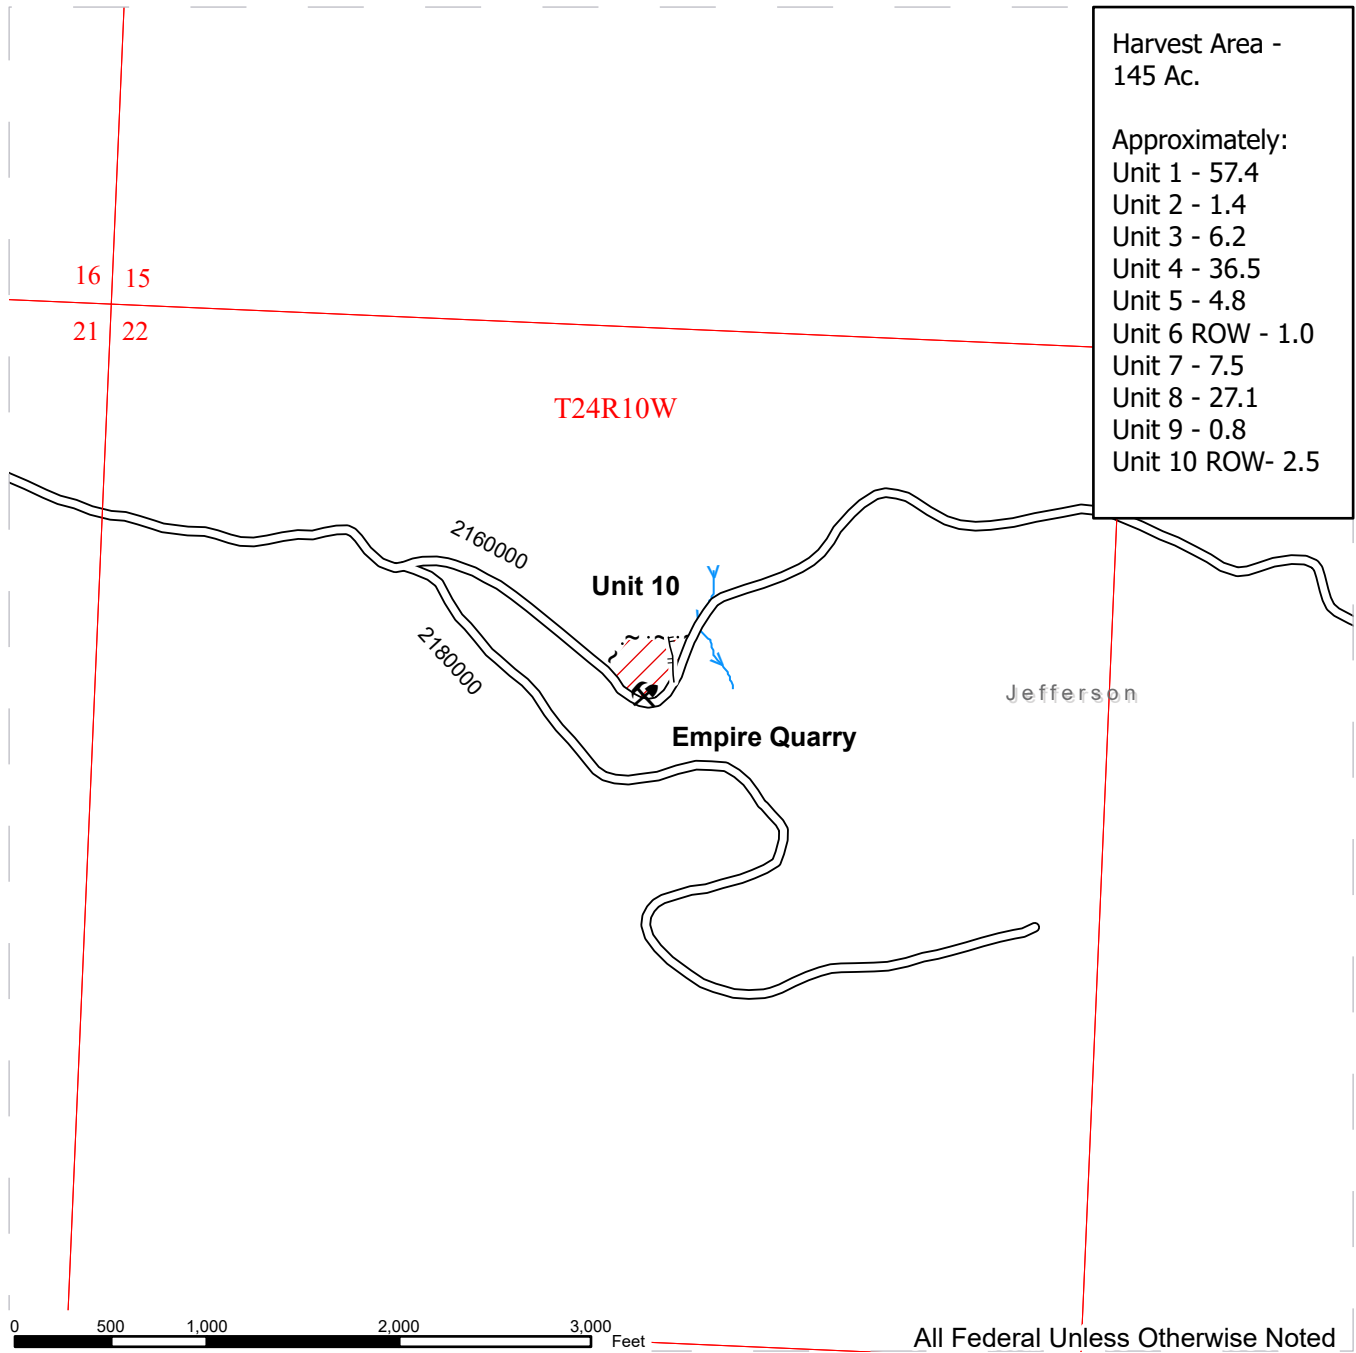 Harvest Area -
145 Ac.
Approximately:
Unit 1 - 57.4
Unit 2 - 1.4
Unit 3 - 6.2
Unit 4 - 36.5
Unit 5 - 4.8
Unit 6 ROW - 1.0
Unit 7 - 7.5
Unit 8 - 27.1
Unit 9 - 0.8
Unit 10 ROW- 2.5
16 15
21 22
T24R10W
2160000
Unit 10
2180000
Jefferson
Empire Quarry
0 500 1,000 2,000 3,000
Feet
All Federal Unless Otherwise Noted